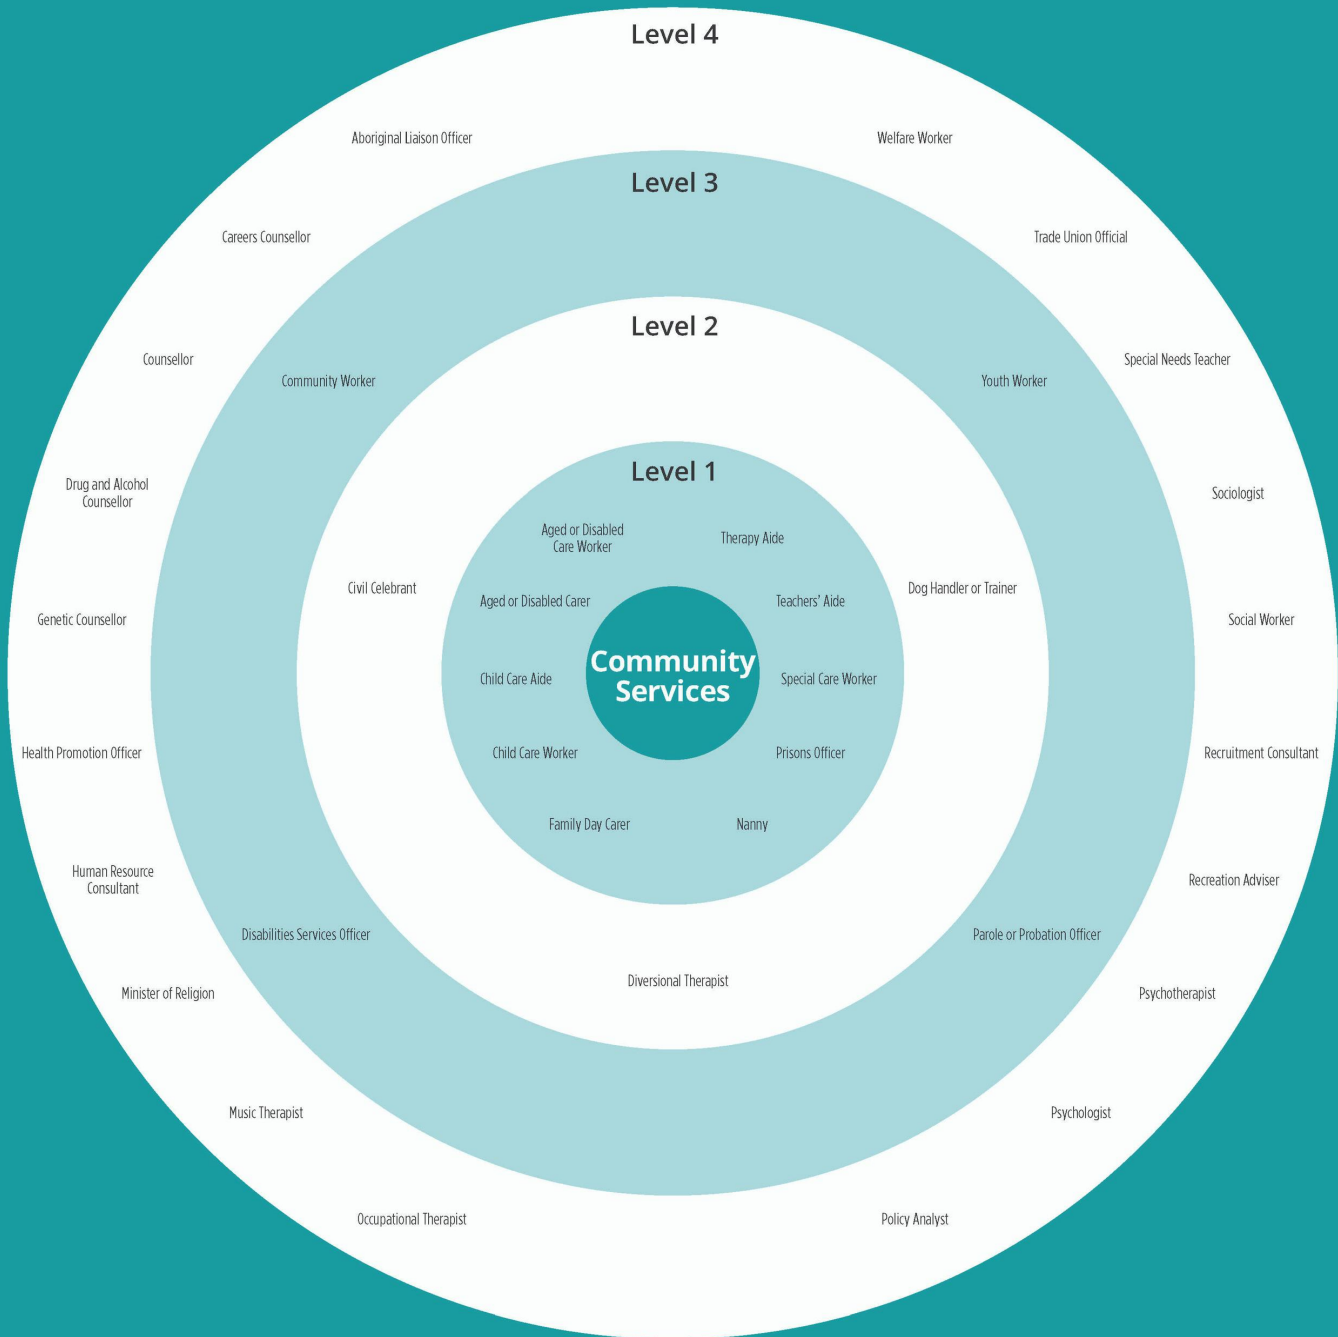 Level 4
Aboriginal Liaison Officer
Welfare Worker
Level 3
Careers Counsellor
Trade Union Official
Level 2
Counsellor
Special Needs Teacher
Community Worker
Youth Worker
Level 1
Drug and Alcohol
Counsellor
Sociologist
Aged or Disabled
Care Worker
Therapy Aide
Civil Celebrant
Dog Handler or Trainer
Aged or Disabled Carer
Teachers' Aide
Genetic Counsellor
Social Worker
Community
Services
Child Care Aide
Special Care Worker
Health Promotion Officer
Child Care Worker
Prisons Officer
Recruitment Consultant
Family Day Carer
Nanny
Human Resource
Consultant
Recreation Adviser
Disabilities Services Officer
Parole or Probation Officer
Diversional Therapist
Minister of Religion
Psychotherapist
Music Therapist
Psychologist
Occupational Therapist
Policy Analyst